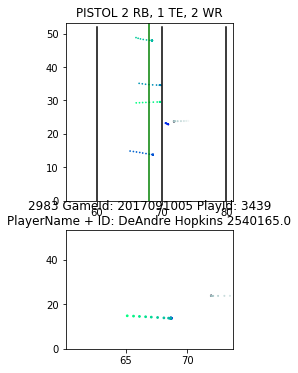 PISTOL 2 RB, 1 TE, 2 WR
50
40
30
20
10
0
60 70 80
2983 GameId: 2017091005 PlayId: 3439
PlayerName + ID: DeAndre Hopkins 2540165.0
40
20
0
65 70